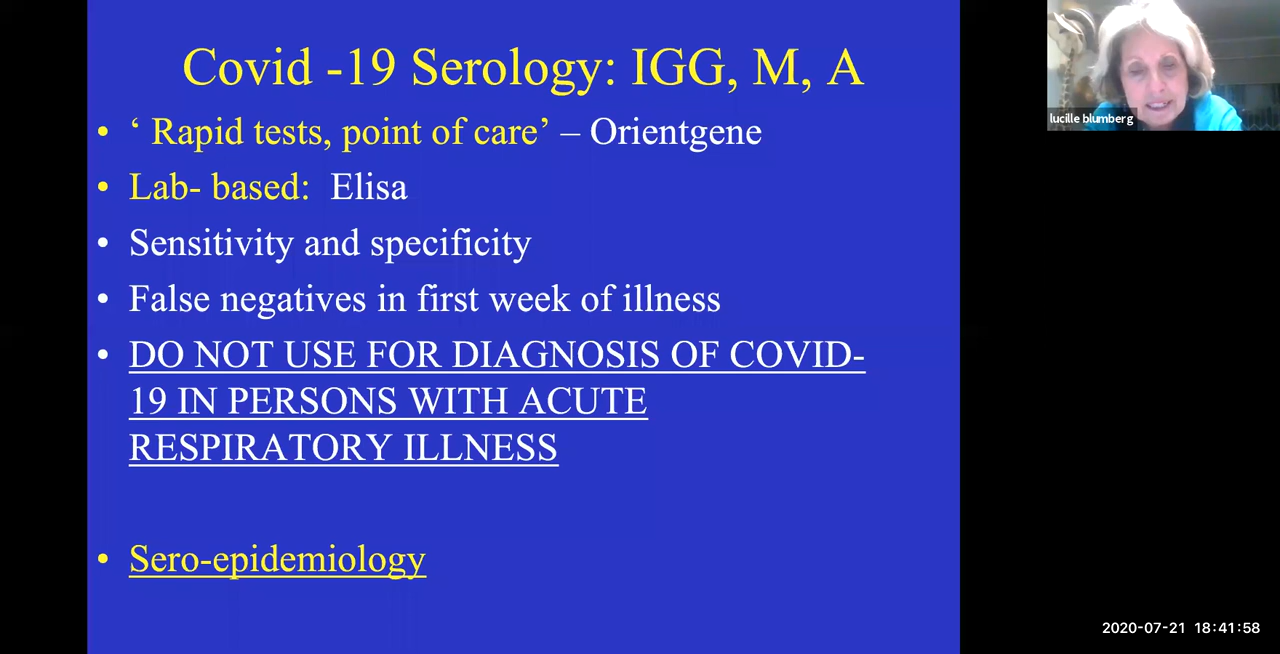 Covid -19 Serology: IGG, M, A
• ‘ Rapid tests, point of care’ – Orientgene
• Lab- based:  Elisa
• Sensitivity and specificity
• False negatives in first week of illness
• DO NOT USE FOR DIAGNOSIS OF COVID-
19 IN PERSONS WITH ACUTE
RESPIRATORY ILLNESS
• Sero-epidemiology
lucille blumberg
2020-07-21 18:41:58